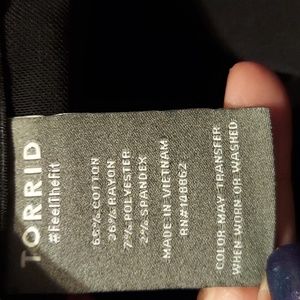 TORRID
#FeelTheFit
65% COTTON
26% RAYON
7% POLYESTER
2% SPANDEX
MADE IN VIETNAM
RN#148862
COLOR MAY TRANSFER
WHEN WORN OR WASHED.